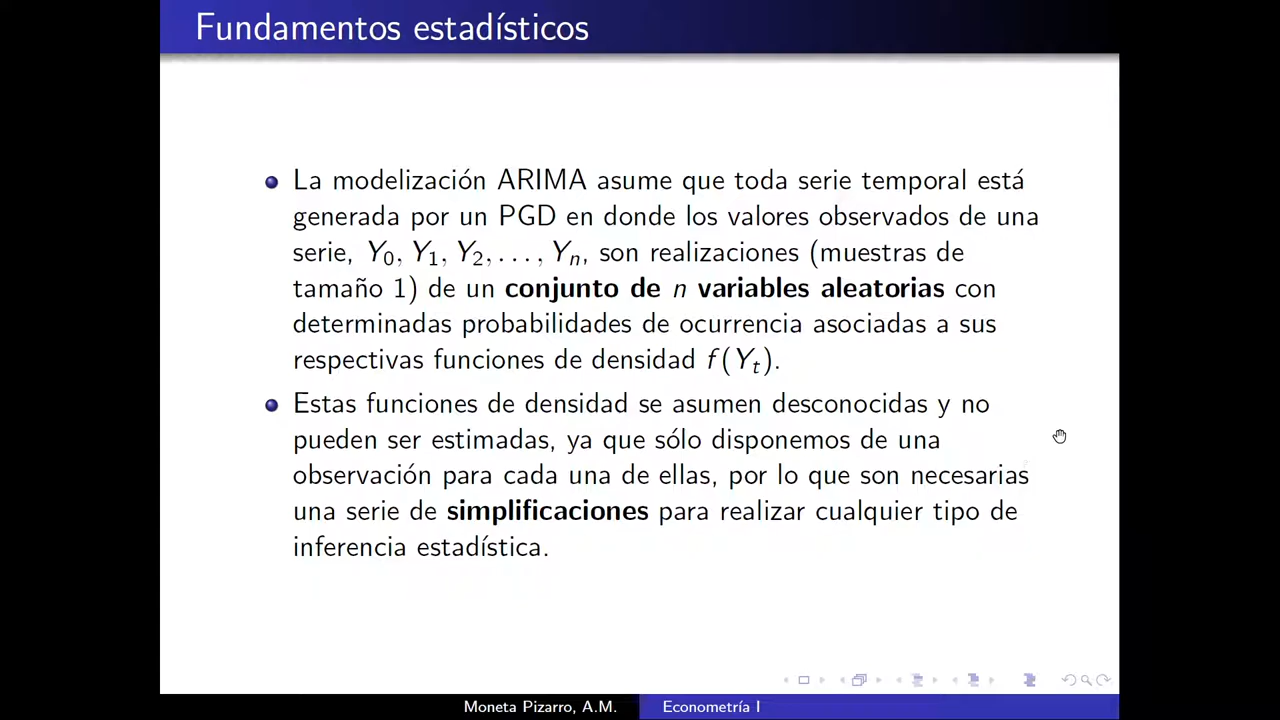 Fundamentos estadísticos
La modelización ARIMA asume que toda serie temporal está
generada por un PGD en donde los valores observados de una
serie, Y₀, Y₁, Y₂, . . . , Yₙ, son realizaciones (muestras de
tamaño 1) de un conjunto de n variables aleatorias con
determinadas probabilidades de ocurrencia asociadas a sus
respectivas funciones de densidad f(Yₜ).
Estas funciones de densidad se asumen desconocidas y no
pueden ser estimadas, ya que sólo disponemos de una
observación para cada una de ellas, por lo que son necesarias
una serie de simplificaciones para realizar cualquier tipo de
inferencia estadística.
Moneta Pizarro, A.M.
Econometría I